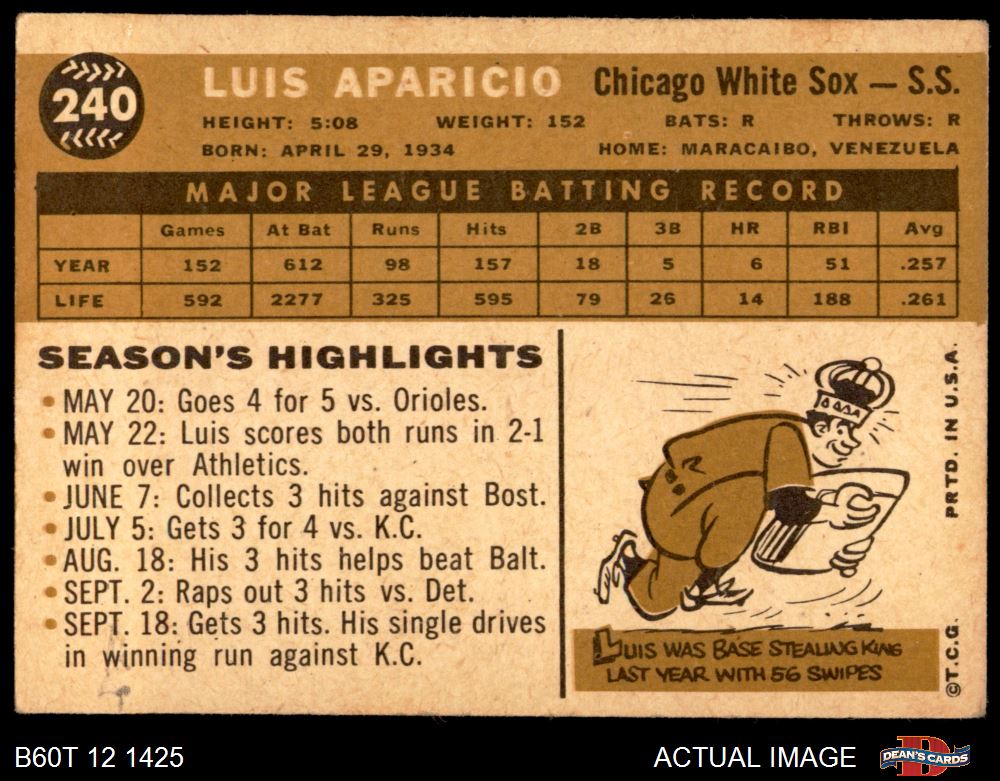 240
LUIS APARICIO Chicago White Sox — S.S.
HEIGHT: 5:08 WEIGHT: 152 BATS: R THROWS: R
BORN: APRIL 29, 1934 HOME: MARACAIBO, VENEZUELA
MAJOR LEAGUE BATTING RECORD
Games At Bat Runs Hits 2B 3B HR RBI Avg
YEAR 152 612 98 157 18 5 6 51 .257
LIFE 592 2277 325 595 79 26 14 188 .261
SEASON'S HIGHLIGHTS
• MAY 20: Goes 4 for 5 vs. Orioles.
• MAY 22: Luis scores both runs in 2-1
win over Athletics.
• JUNE 7: Collects 3 hits against Bost.
• JULY 5: Gets 3 for 4 vs. K.C.
• AUG. 18: His 3 hits helps beat Balt.
• SEPT. 2: Raps out 3 hits vs. Det.
• SEPT. 18: Gets 3 hits. His single drives
in winning run against K.C.
LUIS WAS BASE STEALING KING
LAST YEAR WITH 56 SWIPES
©T.C.G. PRTD. IN U.S.A.
B60T 12 1425 ACTUAL IMAGE DEAN'S CARDS